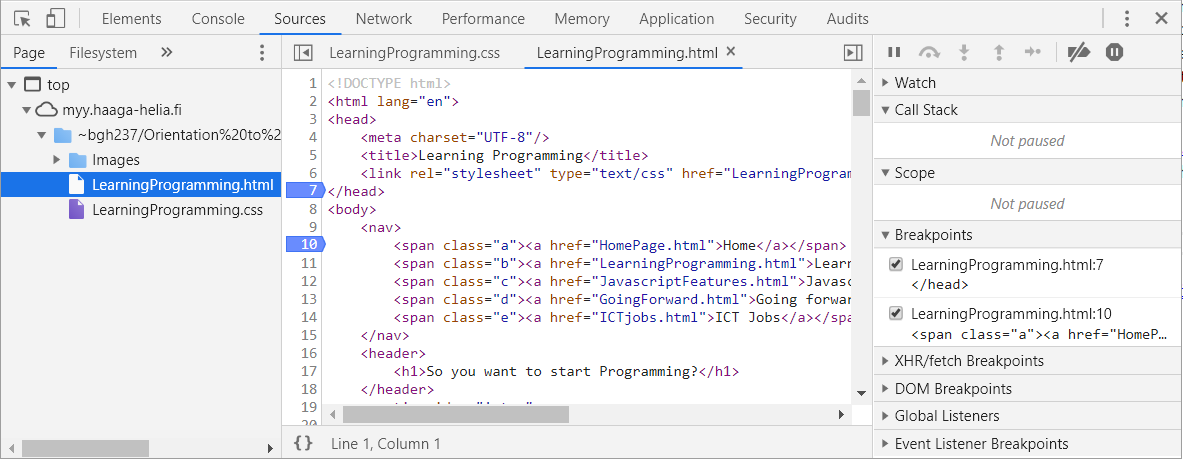 Elements Console Sources Network Performance Memory Application Security Audits
Page Filesystem
LearningProgramming.css LearningProgramming.html
top
myy.haaga-helia.fi
~bgh237/Orientation%20to%2
Images
LearningProgramming.html
LearningProgramming.css
1 <!DOCTYPE html>
2 <html lang="en">
3 <head>
4 <meta charset="UTF-8"/>
5 <title>Learning Programming</title>
6 <link rel="stylesheet" type="text/css" href="LearningProgram
7 </head>
8 <body>
9 <nav>
10 <span class="a"><a href="HomePage.html">Home</a></span>
11 <span class="b"><a href="LearningProgramming.html">Learn
12 <span class="c"><a href="JavascriptFeatures.html">Javasc
13 <span class="d"><a href="GoingForward.html">Going forwar
14 <span class="e"><a href="ICTjobs.html">ICT Jobs</a></spa
15 </nav>
16 <header>
17 <h1>So you want to start Programming?</h1>
18 </header>
19
{} Line 1, Column 1
Watch
Call Stack
Not paused
Scope
Not paused
Breakpoints
LearningProgramming.html:7
</head>
LearningProgramming.html:10
<span class="a"><a href="HomeP…
XHR/fetch Breakpoints
DOM Breakpoints
Global Listeners
Event Listener Breakpoints